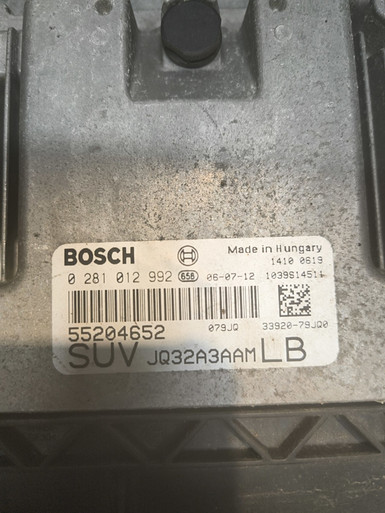 BOSCH
Made in Hungary
1410 0619
0 281 012 992 656 06-07-12 1039S14511
55204652
079JQ 33920-79JQ0
SUV JQ32A3AAM LB